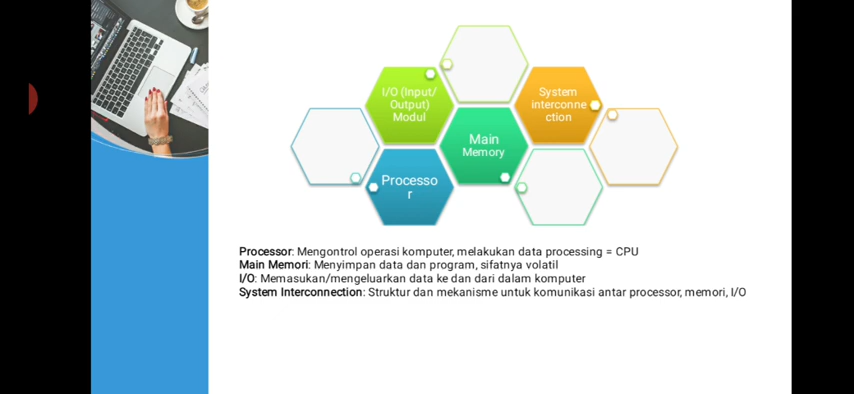 I/O (Input/
Output)
Modul
System
interconne
ction
Main
Memory
Processo
r
Processor: Mengontrol operasi komputer, melakukan data processing = CPU
Main Memori: Menyimpan data dan program, sifatnya volatil
I/O: Memasukan/mengeluarkan data ke dan dari dalam komputer
System Interconnection: Struktur dan mekanisme untuk komunikasi antar processor, memori, I/O